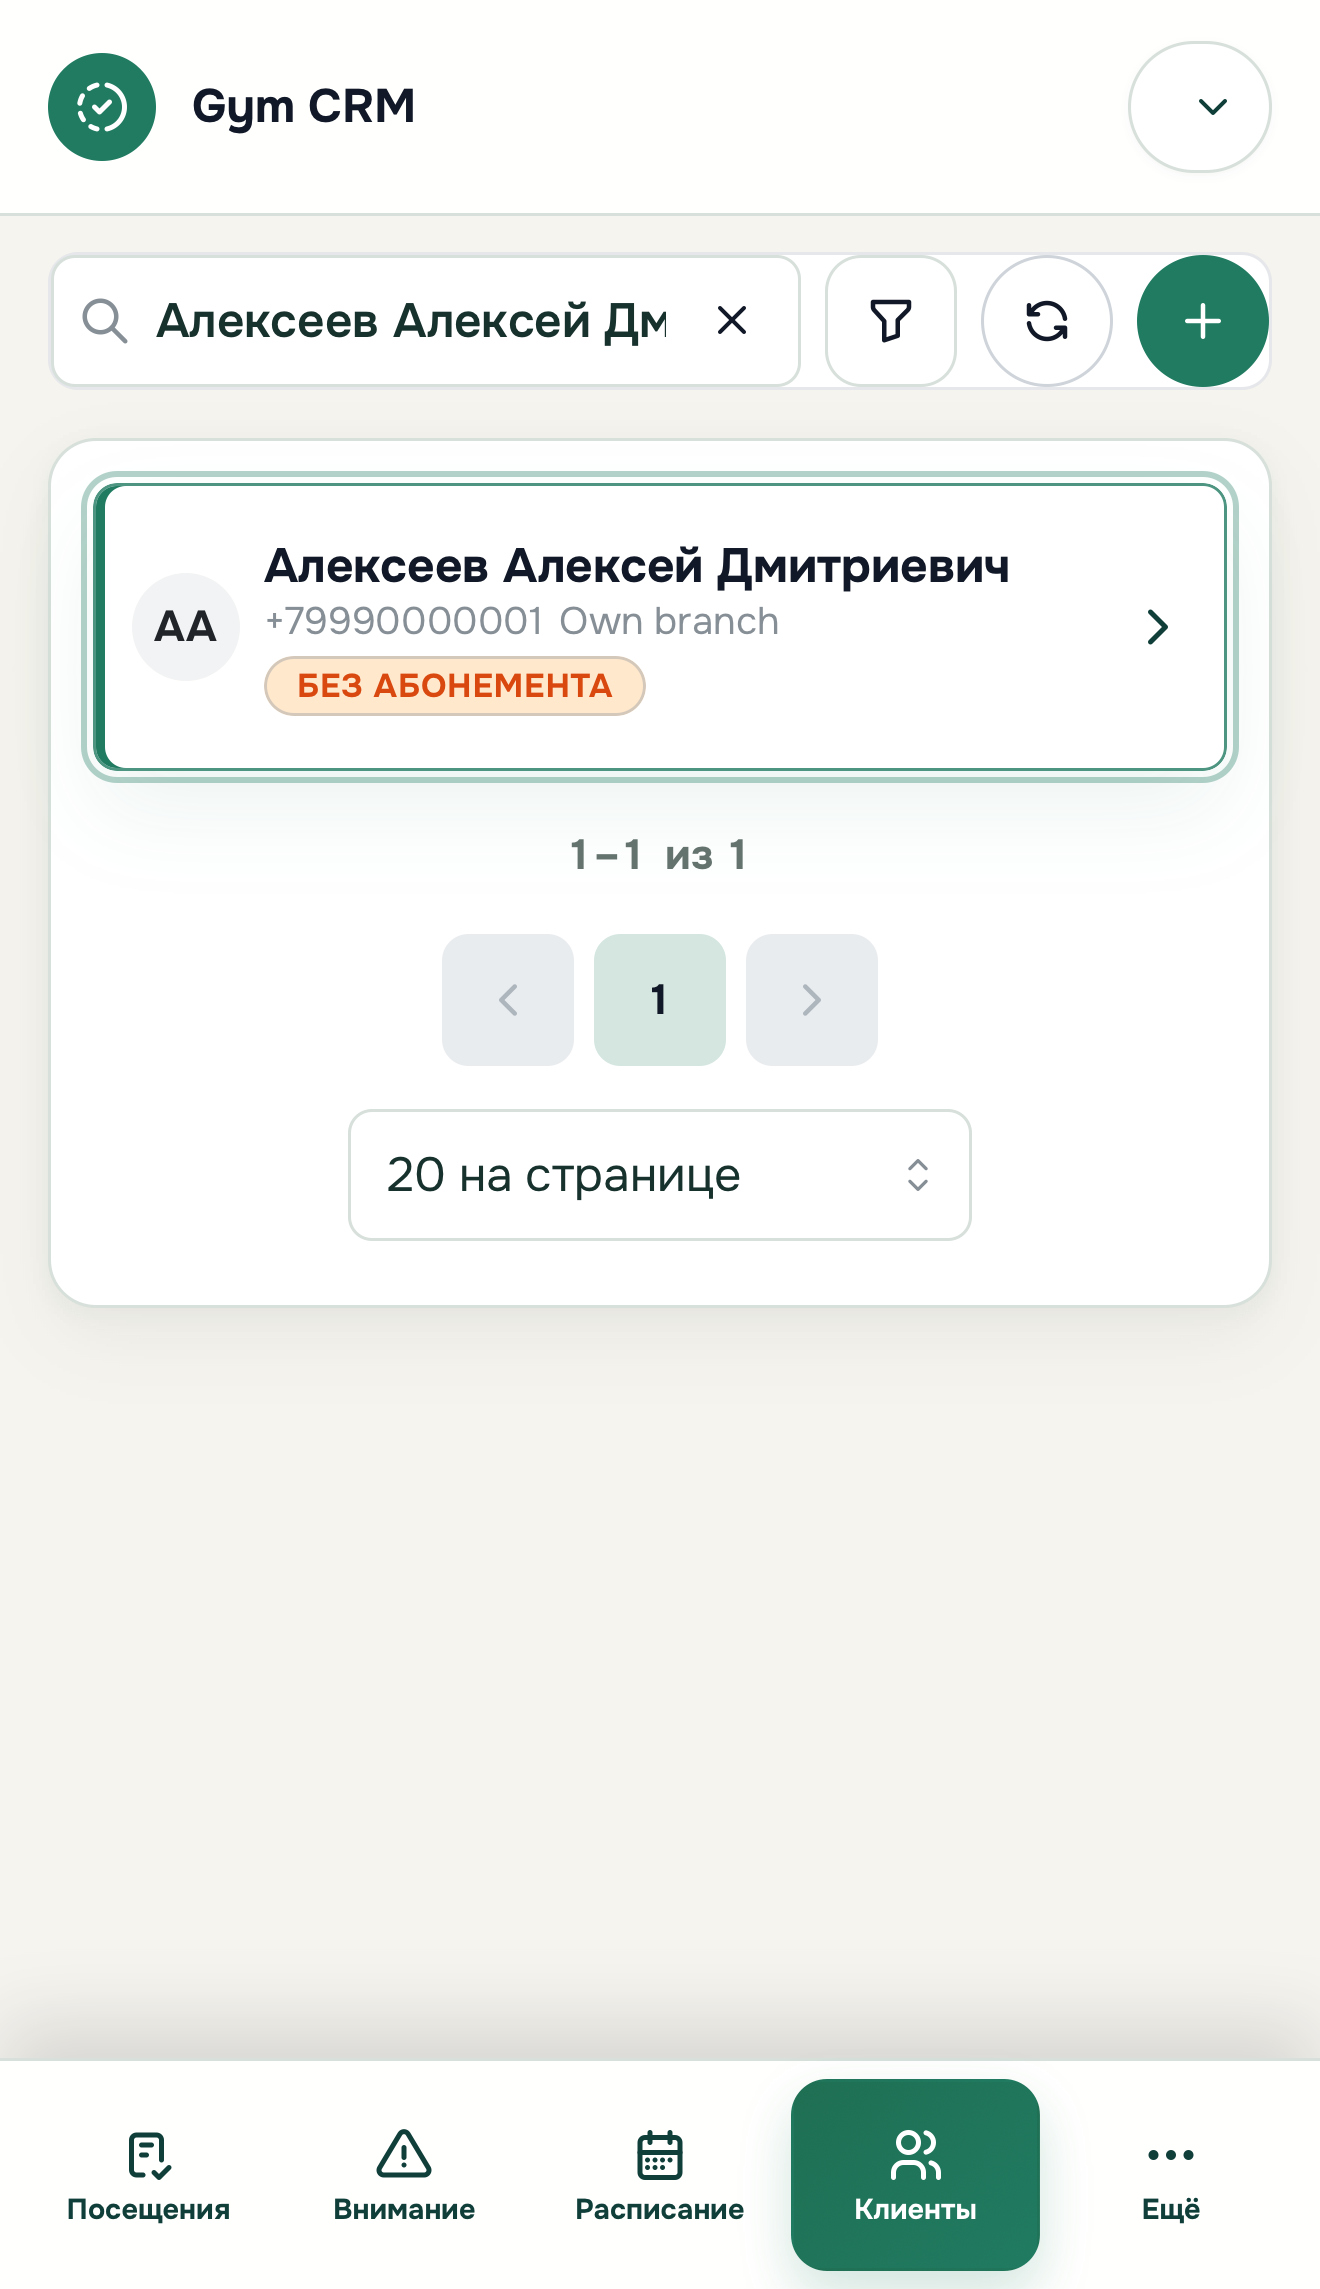 Gym CRM
Алексеев Алексей Дм
Алексеев Алексей Дмитриевич
АА
+79990000001 Own branch
БЕЗ АБОНЕМЕНТА
1–1 из 1
1
20 на странице
Посещения
Внимание
Расписание
Клиенты
Ещё